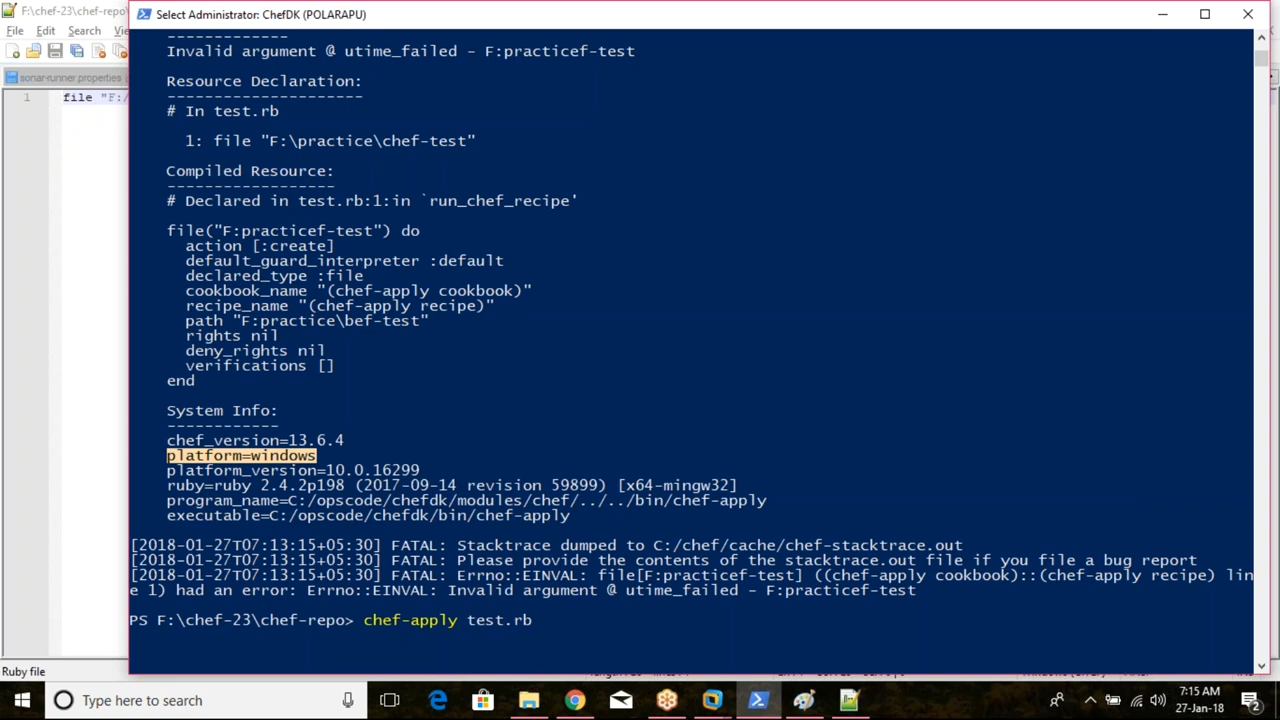 F:\chef-23\chef-repo\
Select Administrator: ChefDK (POLARAPU)
File Edit Search
sonar-runner.properties
1 file "F:/
-------------
Invalid argument @ utime_failed - F:practicef-test
Resource Declaration:
---------------------
# In test.rb
1: file "F:\practice\chef-test"
Compiled Resource:
------------------
# Declared in test.rb:1:in `run_chef_recipe'
file("F:practicef-test") do
action [:create]
default_guard_interpreter :default
declared_type :file
cookbook_name "(chef-apply cookbook)"
recipe_name "(chef-apply recipe)"
path "F:practice\bef-test"
rights nil
deny_rights nil
verifications []
end
System Info:
------------
chef_version=13.6.4
platform=windows
platform_version=10.0.16299
ruby=ruby 2.4.2p198 (2017-09-14 revision 59899) [x64-mingw32]
program_name=C:/opscode/chefdk/modules/chef/../../bin/chef-apply
executable=C:/opscode/chefdk/bin/chef-apply
[2018-01-27T07:13:15+05:30] FATAL: Stacktrace dumped to C:/chef/cache/chef-stacktrace.out
[2018-01-27T07:13:15+05:30] FATAL: Please provide the contents of the stacktrace.out file if you file a bug report
[2018-01-27T07:13:15+05:30] FATAL: Errno::EINVAL: file[F:practicef-test] ((chef-apply cookbook)::(chef-apply recipe) lin
e 1) had an error: Errno::EINVAL: Invalid argument @ utime_failed - F:practicef-test
PS F:\chef-23\chef-repo> chef-apply test.rb
Ruby file
Type here to search
7:15 AM
27-Jan-18
2